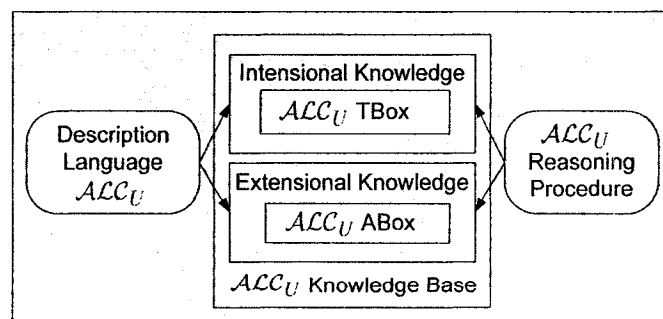 Description
Language
𝒜ℒ𝒞_U
Intensional Knowledge
𝒜ℒ𝒞_U TBox
Extensional Knowledge
𝒜ℒ𝒞_U ABox
𝒜ℒ𝒞_U Knowledge Base
𝒜ℒ𝒞_U
Reasoning
Procedure